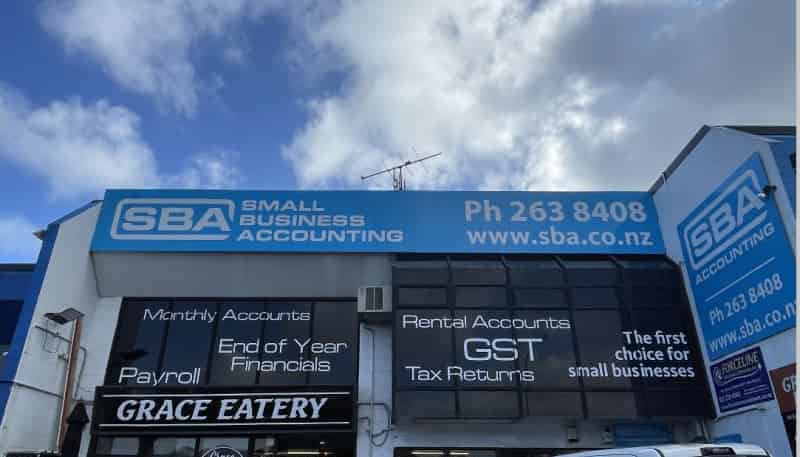 SBA
SMALL
BUSINESS
ACCOUNTING
Ph 263 8408
www.sba.co.nz
SBA
ACCOUNTING
Ph 263 8408
www.sba.co.nz
Monthly Accounts
End of Year
Financials
Payroll
Rental Accounts
GST
Tax Returns
The first
choice for
small businesses
GRACE EATERY
Grace
FORCELINE